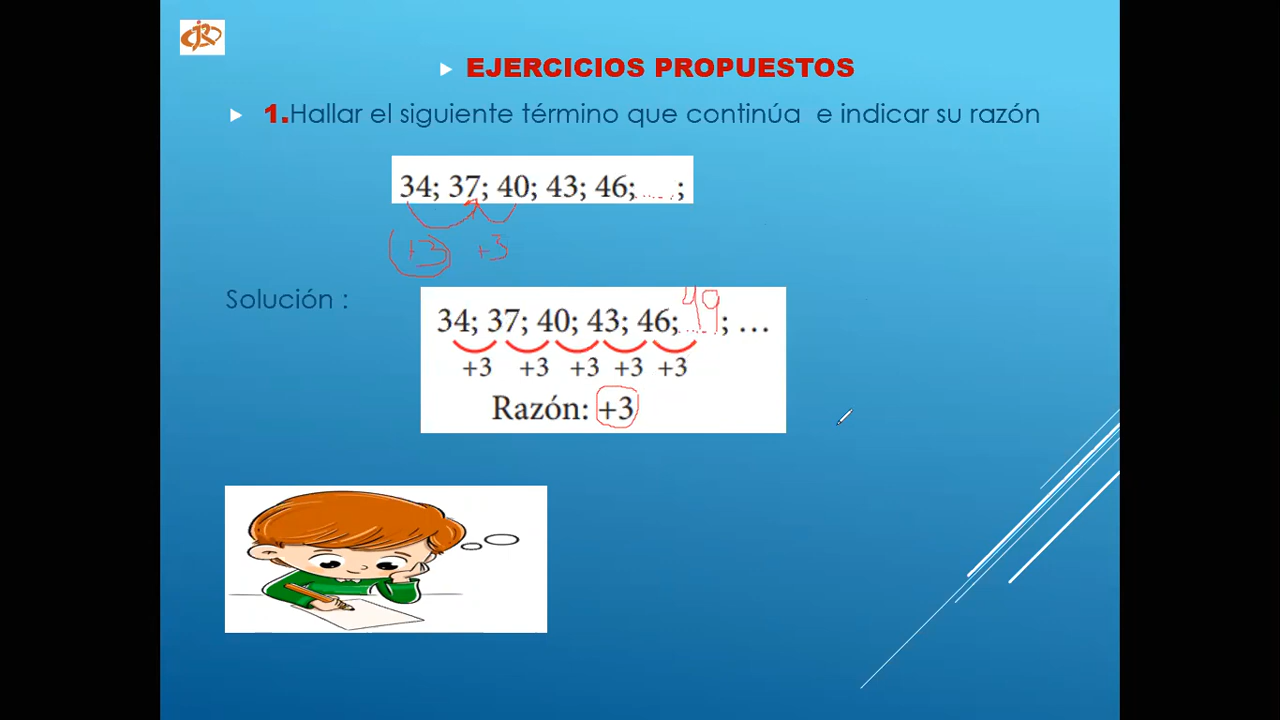 EJERCICIOS PROPUESTOS
1.Hallar el siguiente término que continúa e indicar su razón
34; 37; 40; 43; 46;.....;
+3 +3
Solución :
34; 37; 40; 43; 46;..49..; ...
+3 +3 +3 +3 +3
Razón: +3